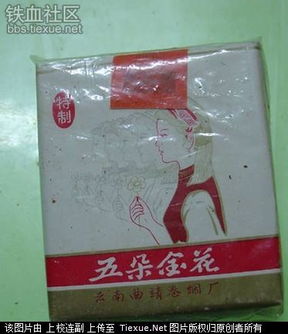 铁血社区
bbs.tiexue.net
特制
五朵金花
云南曲靖卷烟厂
该图片由 上校连副 上传至 Tiexue.Net 图片版权归原创者所有